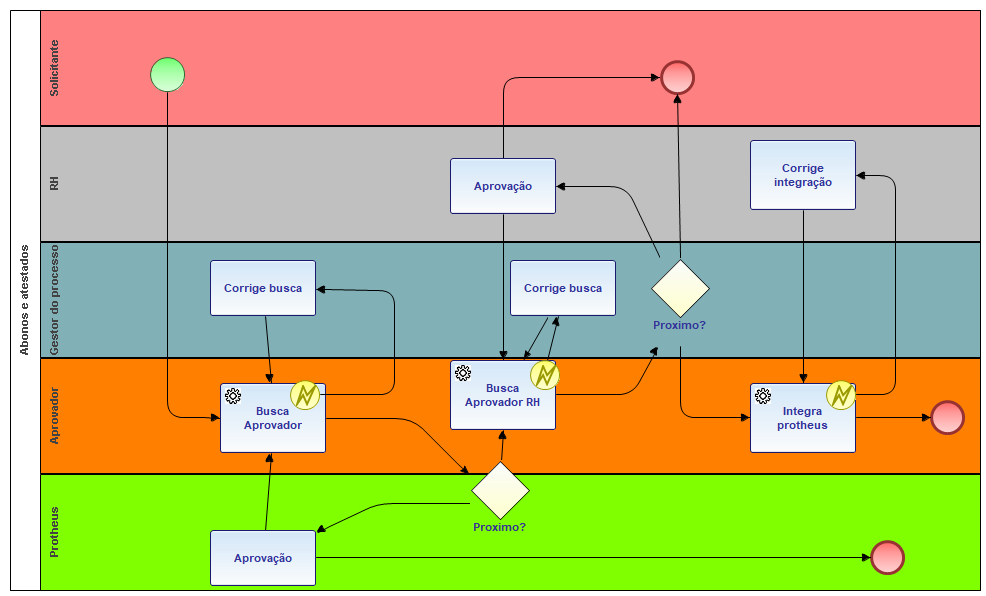 Abonos e atestados
Solicitante
RH
Aprovação
Corrige
integração
Gestor do processo
Corrige busca
Corrige busca
Proximo?
Aprovador
Busca
Aprovador
Busca
Aprovador RH
Integra
protheus
Protheus
Proximo?
Aprovação